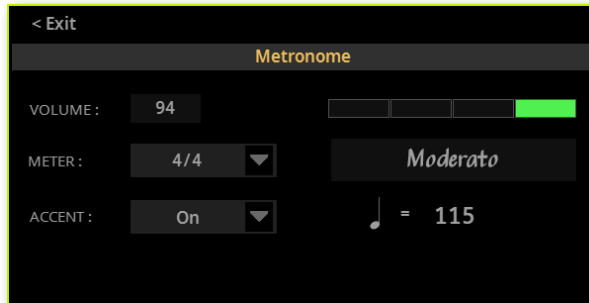 < Exit
Metronome
VOLUME : 94
METER : 4/4 Moderato
ACCENT : On = 115